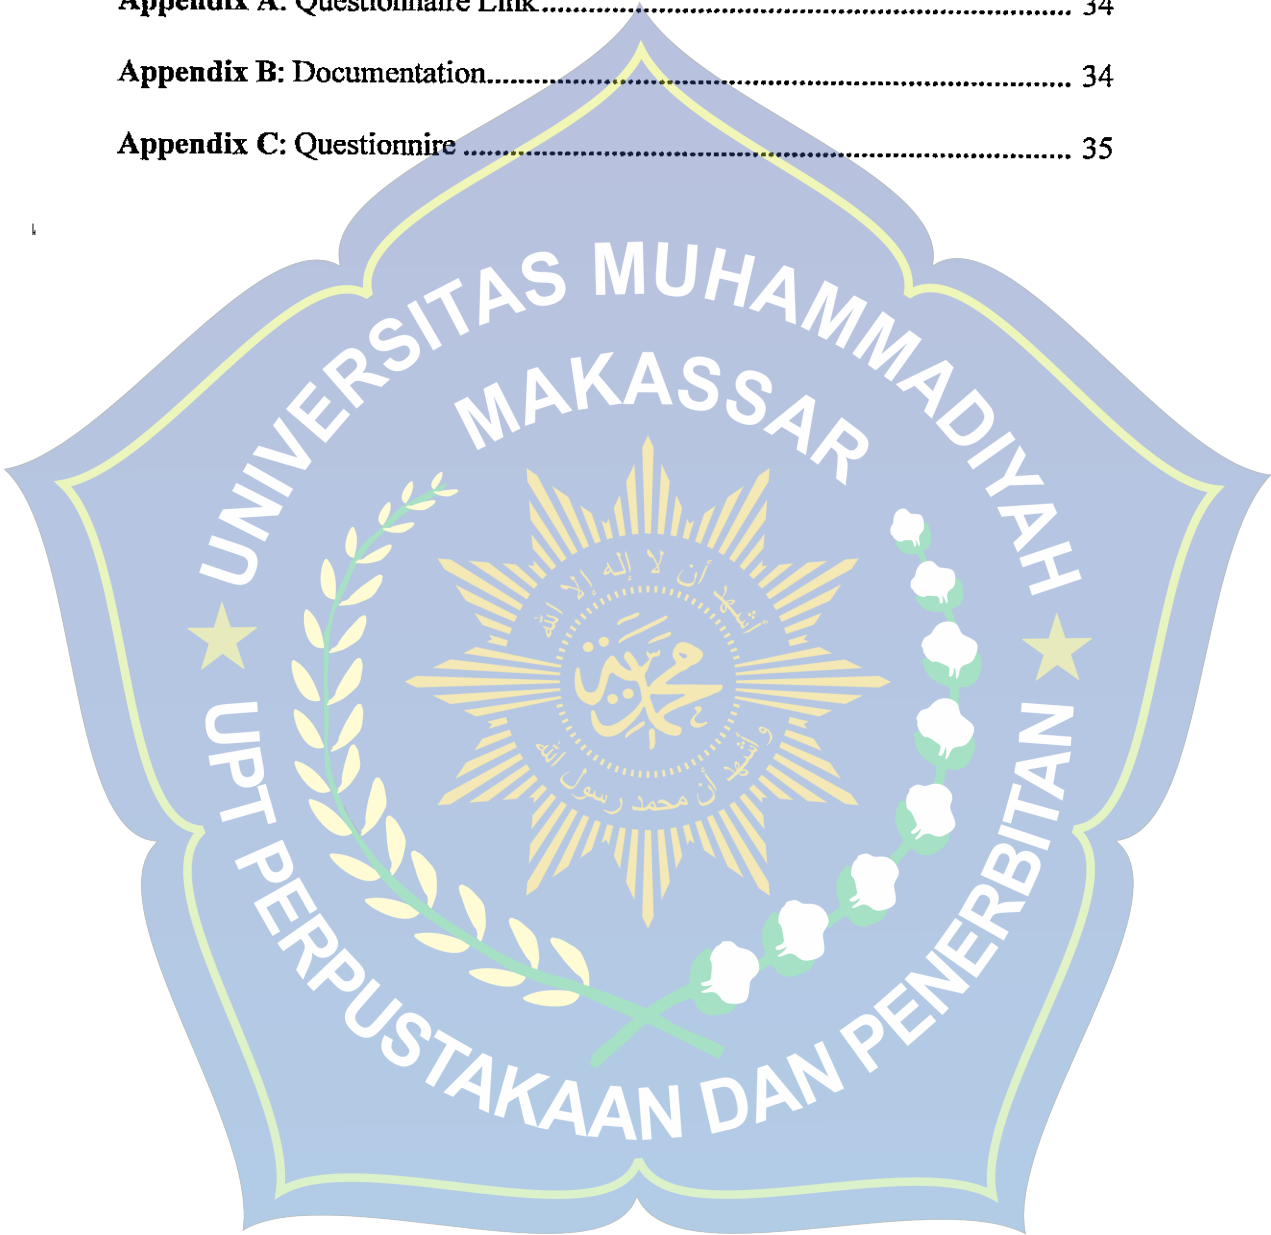 Appendix A: Questionnaire Link 34
Appendix B: Documentation 34
Appendix C: Questionnire 35
UNIVERSITAS MUHAMMADIYAH
MAKASSAR
أشهد أن لا إله إلا الله
محمدية
وأشهد أن محمد رسول الله
UPT PERPUSTAKAAN DAN PENERBITAN